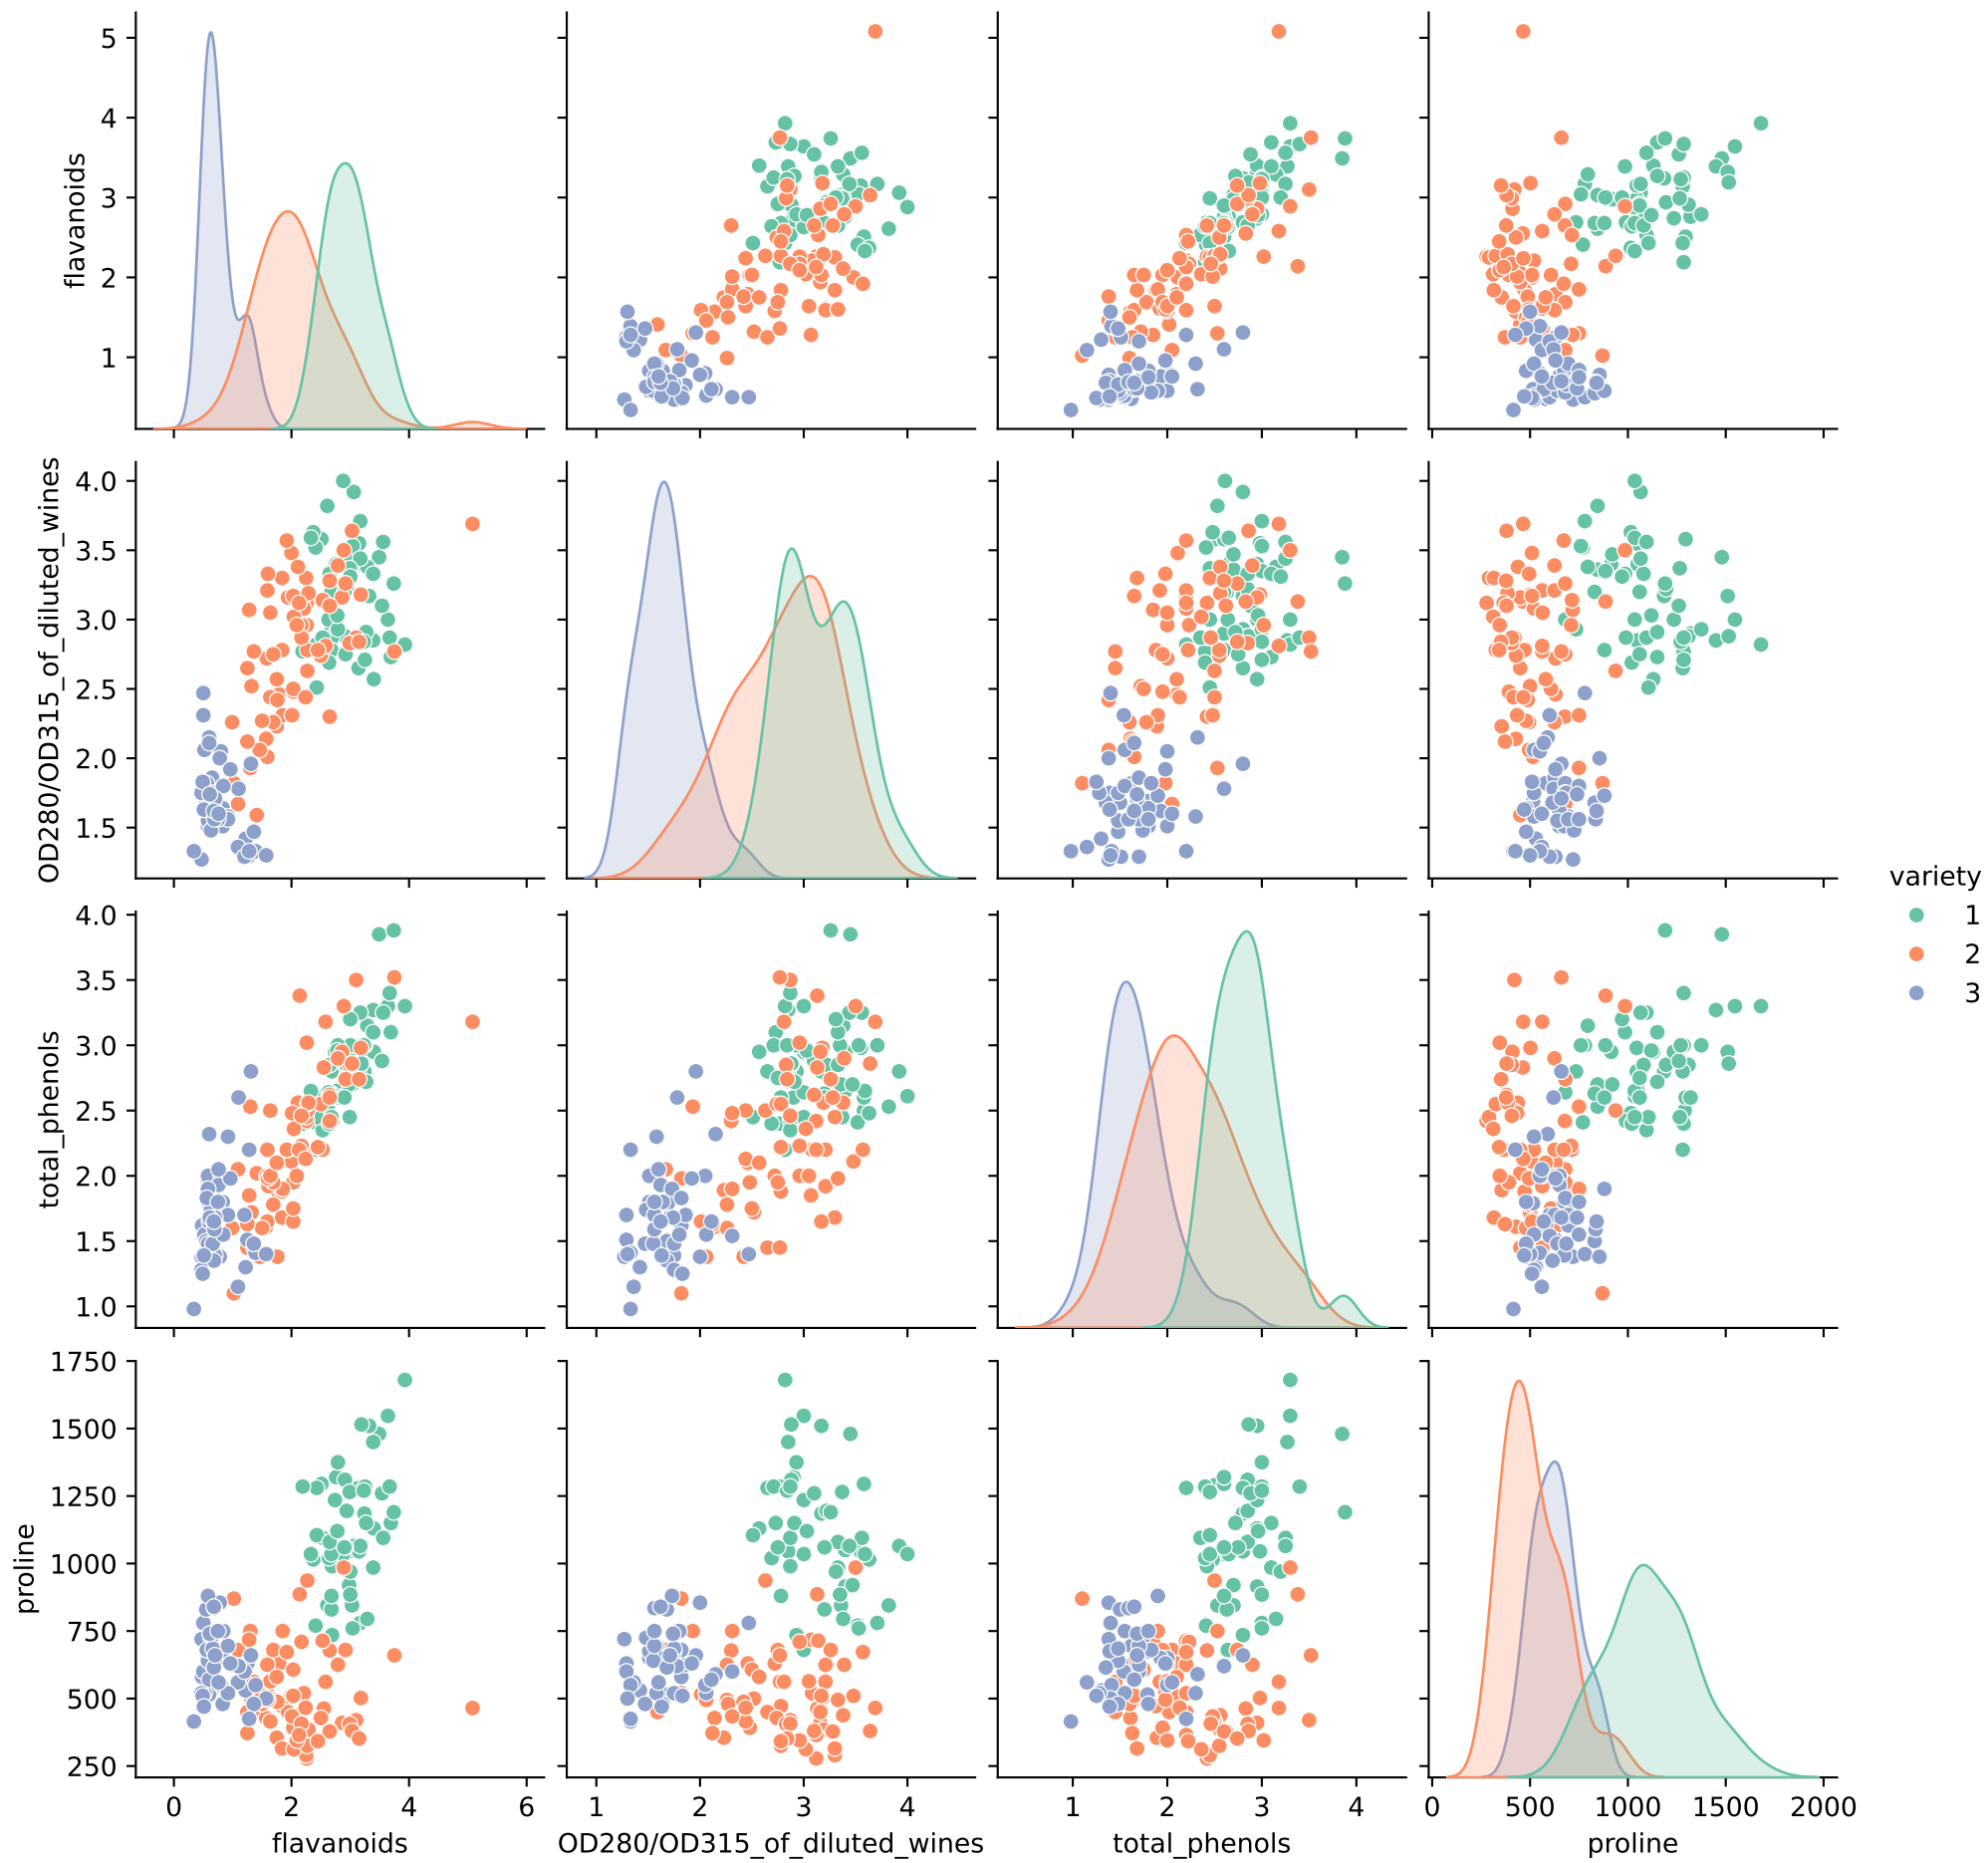 5
4
3
2
1
flavanoids
4.0
3.5
3.0
2.5
2.0
1.5
OD280/OD315_of_diluted_wines
variety
1
2
3
4.0
3.5
3.0
2.5
2.0
1.5
1.0
total_phenols
1750
1500
1250
1000
750
500
250
proline
0 2 4 6
flavanoids
1 2 3 4
OD280/OD315_of_diluted_wines
1 2 3 4
total_phenols
0 500 1000 1500 2000
proline